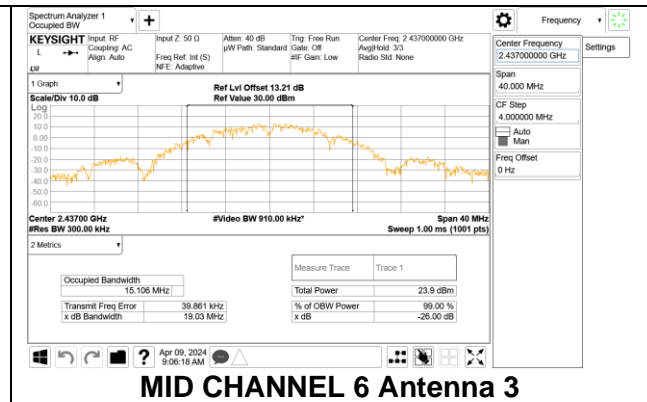 Spectrum Analyzer 1
Occupied BW
Frequency
KEYSIGHT
Input: RF
Coupling: AC
Align: Auto
Input Z: 50 Ω
Freq Ref: Int (S)
NFE: Adaptive
Atten: 40 dB
µW Path: Standard
Trig: Free Run
Gate: Off
#IF Gain: Low
Center Freq: 2.437000000 GHz
Avg|Hold: 3/3
Radio Std: None
L
Center Frequency
2.437000000 GHz
Settings
Span
40.000 MHz
CF Step
4.000000 MHz
Auto
Man
Freq Offset
0 Hz
1 Graph
Scale/Div 10.0 dB
Ref Lvl Offset 13.21 dB
Ref Value 30.00 dBm
Log
20.0
10.0
0.00
-10.0
-20.0
-30.0
-40.0
-50.0
-60.0
Center 2.43700 GHz
#Video BW 910.00 kHz*
Span 40 MHz
#Res BW 300.00 kHz
Sweep 1.00 ms (1001 pts)
2 Metrics
Measure Trace Trace 1
Occupied Bandwidth
15.106 MHz
Total Power 23.9 dBm
Transmit Freq Error 39.861 kHz
% of OBW Power 99.00 %
x dB Bandwidth 19.03 MHz
x dB -26.00 dB
Apr 09, 2024
9:06:18 AM
MID CHANNEL 6 Antenna 3